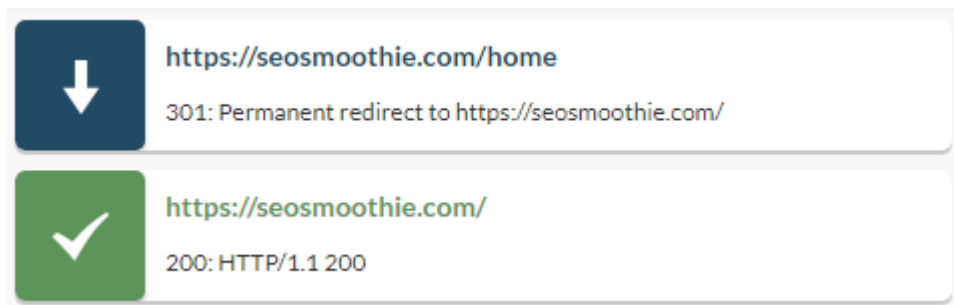 https://seosmoothie.com/home
301: Permanent redirect to https://seosmoothie.com/
https://seosmoothie.com/
200: HTTP/1.1 200